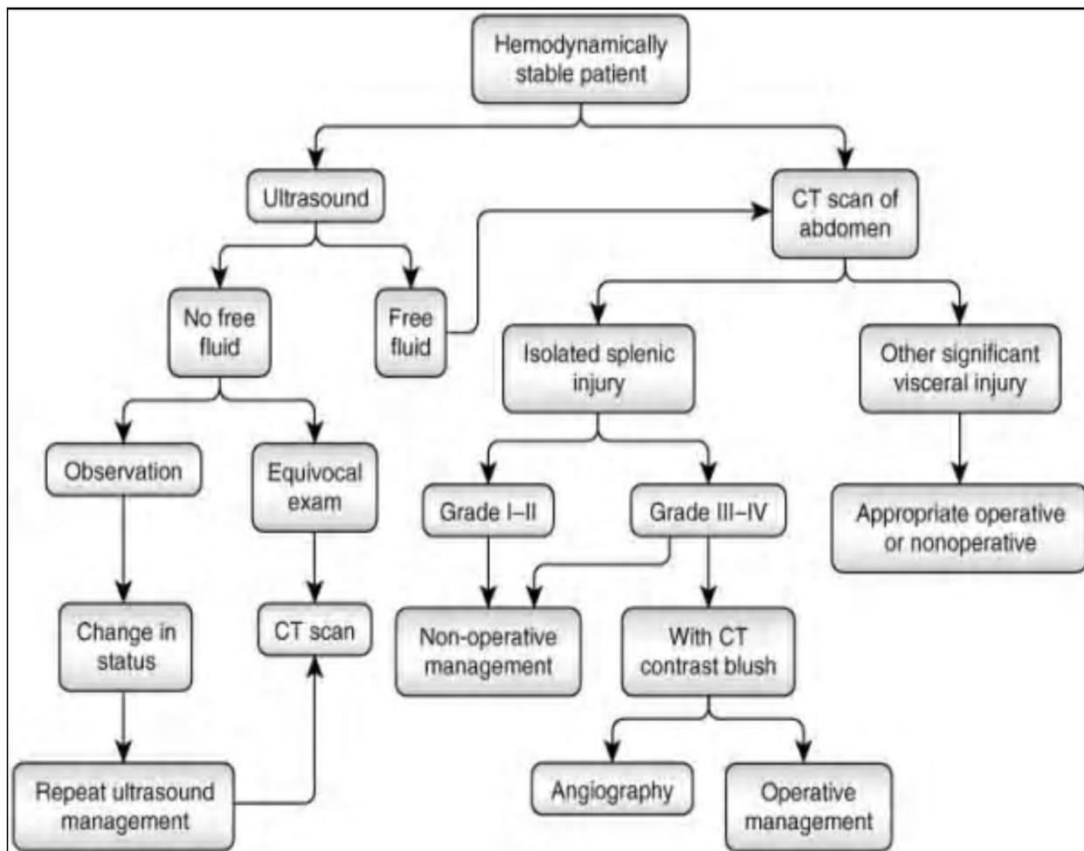 Hemodynamically
stable patient
Ultrasound
CT scan of
abdomen
No free
fluid
Free
fluid
Isolated splenic
injury
Other significant
visceral injury
Observation
Equivocal
exam
Grade I–II
Grade III–IV
Appropriate operative
or nonoperative
Change in
status
CT scan
Non-operative
management
With CT
contrast blush
Repeat ultrasound
management
Angiography
Operative
management